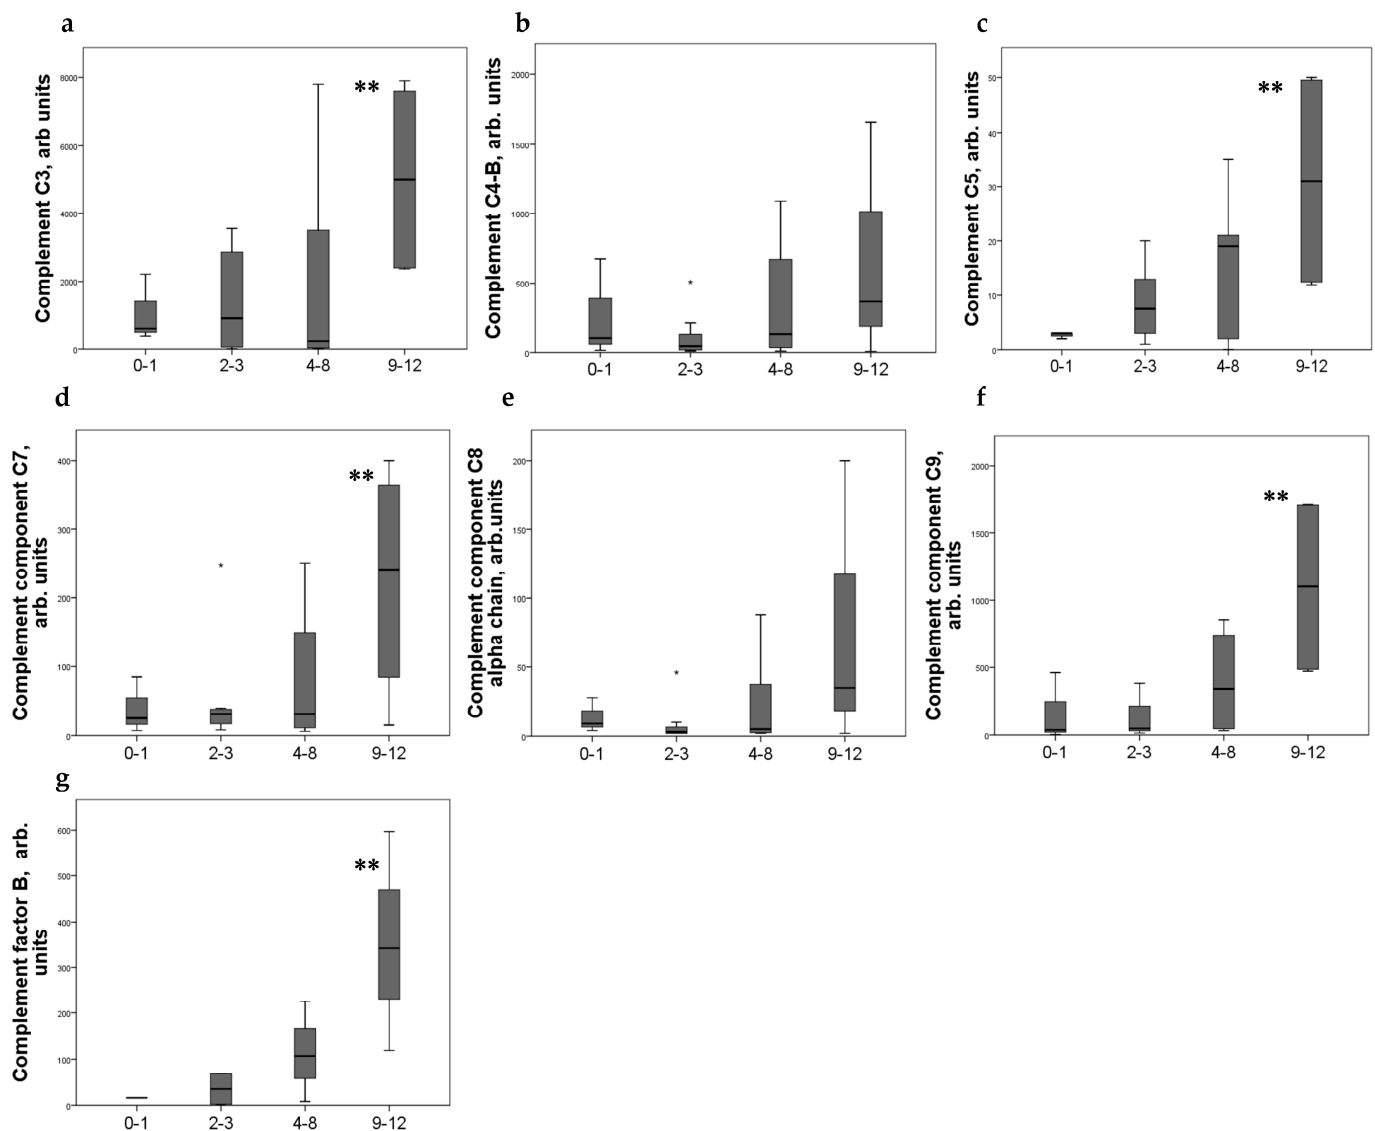 a
Complement C3, arb units
8000
6000
4000
2000
0
**
0-1 2-3 4-8 9-12
b
Complement C4-B, arb. units
2000
1500
1000
500
0
*
0-1 2-3 4-8 9-12
c
Complement C5, arb. units
50
40
30
20
10
0
**
0-1 2-3 4-8 9-12
d
Complement component C7,
arb. units
400
300
200
100
0
*
**
0-1 2-3 4-8 9-12
e
Complement component C8
alpha chain, arb.units
200
150
100
50
0
*
0-1 2-3 4-8 9-12
f
Complement component C9,
arb. units
2000
1500
1000
500
0
**
0-1 2-3 4-8 9-12
g
Complement factor B, arb.
units
600
500
400
300
200
100
0
**
0-1 2-3 4-8 9-12